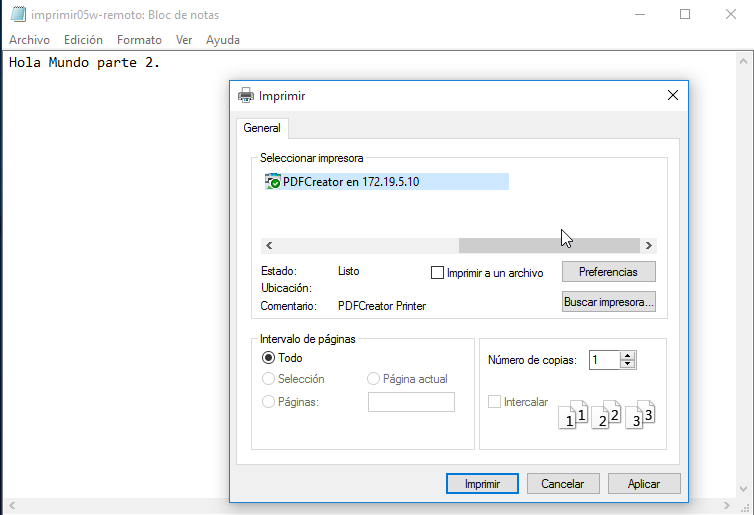 imprimir05w-remoto: Bloc de notas
Archivo Edición Formato Ver Ayuda
Hola Mundo parte 2.
Imprimir
General
Seleccionar impresora
PDFCreator en 172.19.5.10
Estado: Listo
Imprimir a un archivo
Preferencias
Ubicación:
Comentario: PDFCreator Printer
Buscar impresora...
Intervalo de páginas
Todo
Selección
Página actual
Páginas:
Número de copias: 1
Intercalar
1 1 2 2 3 3
Imprimir Cancelar Aplicar